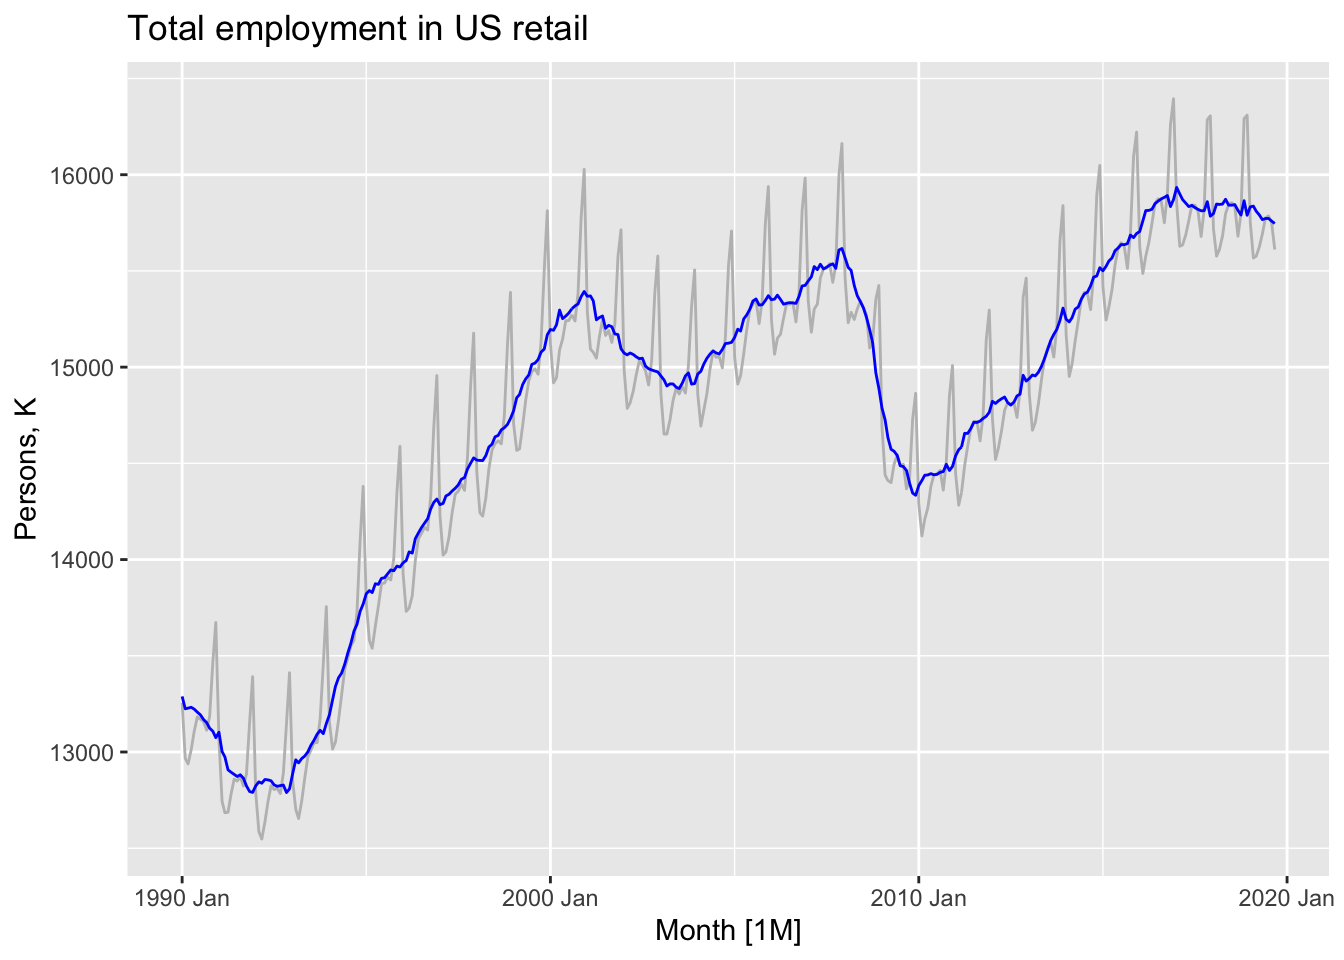 Total employment in US retail
Persons, K
16000
15000
14000
13000
1990 Jan
2000 Jan
2010 Jan
2020 Jan
Month [1M]